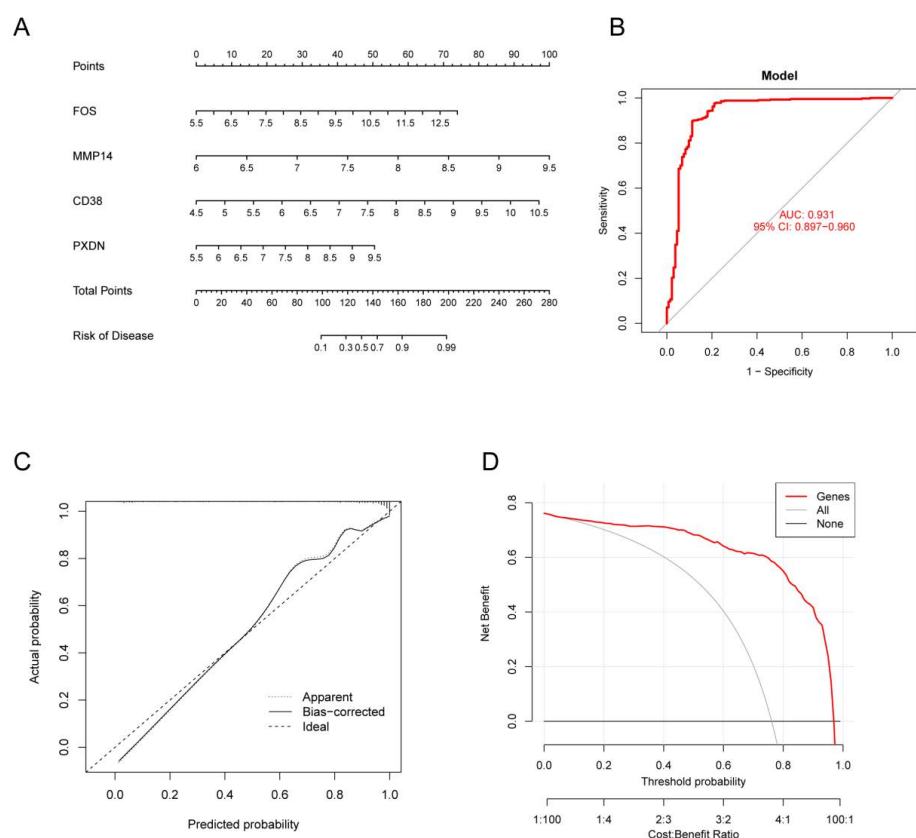 A
Points
0 10 20 30 40 50 60 70 80 90 100
FOS
5.5 6.5 7.5 8.5 9.5 10.5 11.5 12.5
MMP14
6 6.5 7 7.5 8 8.5 9 9.5
CD38
4.5 5 5.5 6 6.5 7 7.5 8 8.5 9 9.5 10 10.5
PXDN
5.5 6 6.5 7 7.5 8 8.5 9 9.5
Total Points
0 20 40 60 80 100 120 140 160 180 200 220 240 260 280
Risk of Disease
0.1 0.3 0.5 0.7 0.9 0.99
B
Model
Sensitivity
1.0
0.8
0.6
0.4
0.2
0.0
AUC: 0.931
95% CI: 0.897−0.960
0.0 0.2 0.4 0.6 0.8 1.0
1 − Specificity
C
Actual probability
1.0
0.8
0.6
0.4
0.2
0.0
Apparent
Bias−corrected
Ideal
0.0 0.2 0.4 0.6 0.8 1.0
Predicted probability
D
Net Benefit
0.8
0.6
0.4
0.2
0.0
Genes
All
None
0.0 0.2 0.4 0.6 0.8 1.0
Threshold probability
1:100 1:4 2:3 3:2 4:1 100:1
Cost:Benefit Ratio